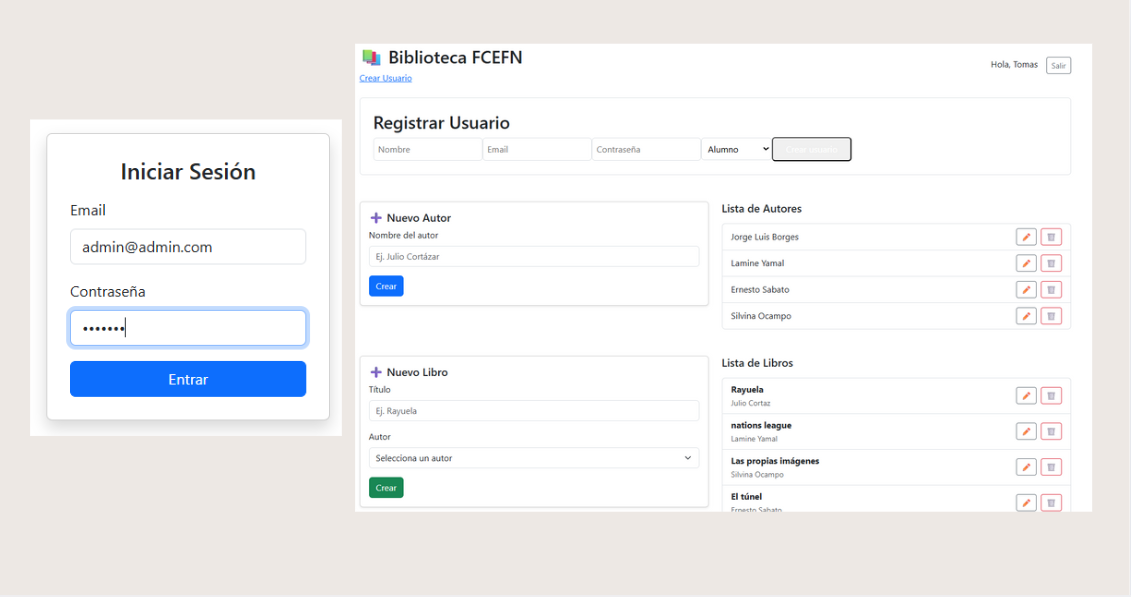 Iniciar Sesión
Email
admin@admin.com
Contraseña
•••••••
Entrar
Biblioteca FCEFN
Crear Usuario
Hola, Tomas
Salir
Registrar Usuario
Nombre
Email
Contraseña
Alumno
Nuevo Autor
Nombre del autor
Ej. Julio Cortázar
Crear
Lista de Autores
Jorge Luis Borges
Lamine Yamal
Ernesto Sabato
Silvina Ocampo
Nuevo Libro
Título
Ej. Rayuela
Autor
Selecciona un autor
Crear
Lista de Libros
Rayuela
Julio Cortaz
nations league
Lamine Yamal
Las propias imágenes
Silvina Ocampo
El túnel
Ernesto Sabato